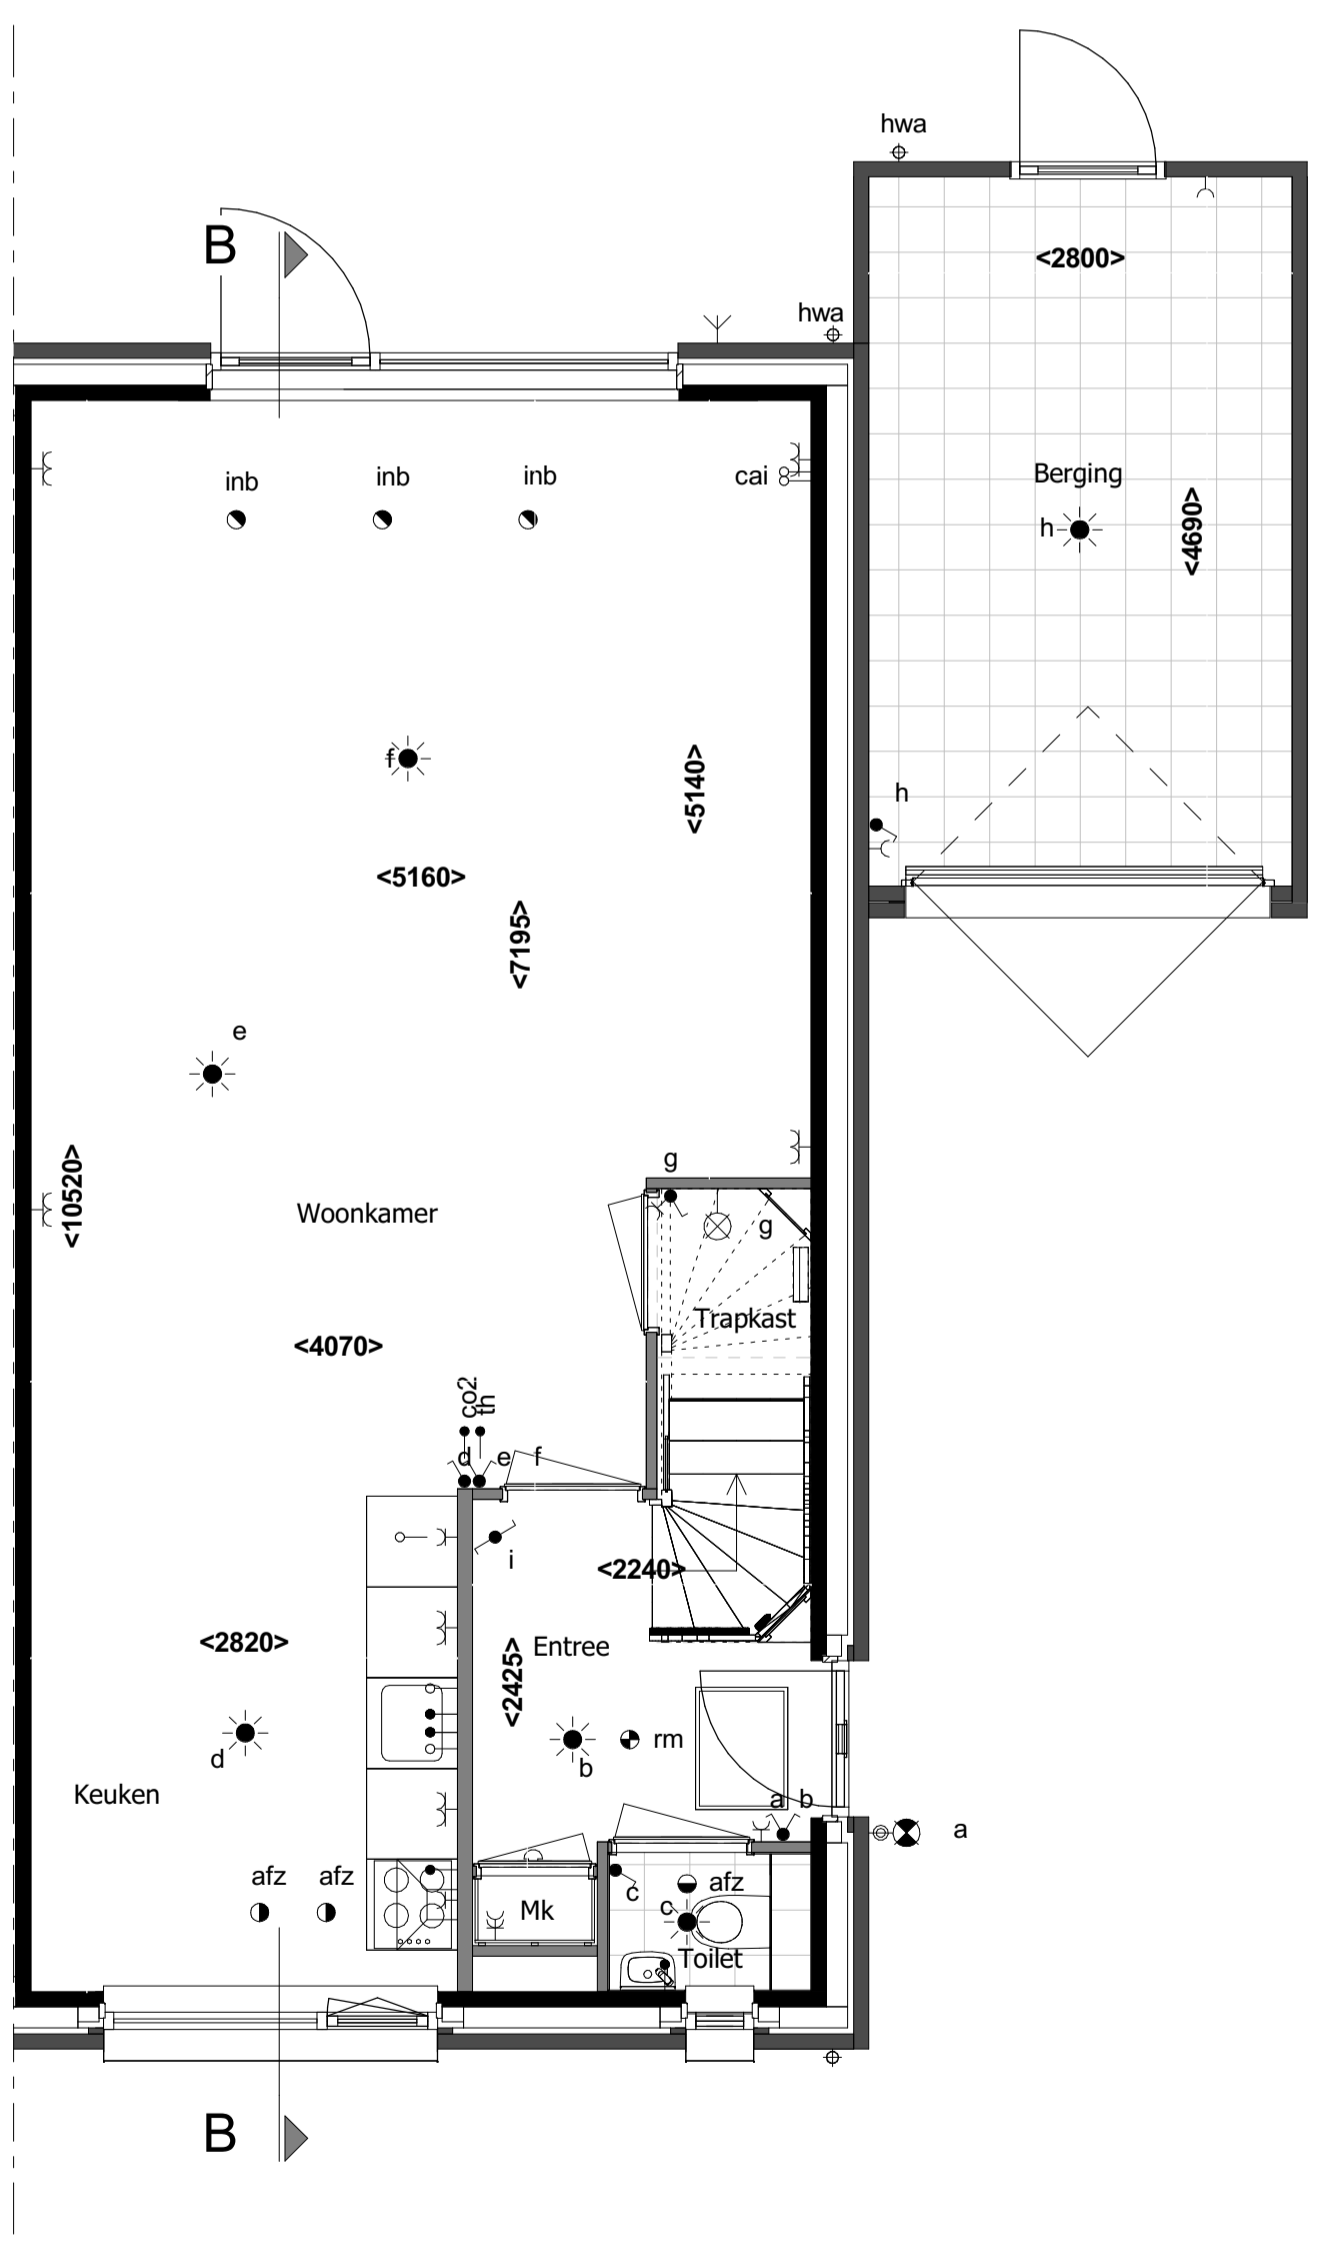 hwa
B
<2800>
hwa
inb
inb
inb
cai
Berging
h
<4690>
f
<5140>
h
<5160>
<7195>
e
<10520>
g
Woonkamer
g
Trapkast
<4070>
co2
th
d
e
f
i
<2240>
<2820>
Entree
<2425>
d
rm
b
Keuken
a
b
a
afz
afz
c
afz
Mk
c
Toilet
B